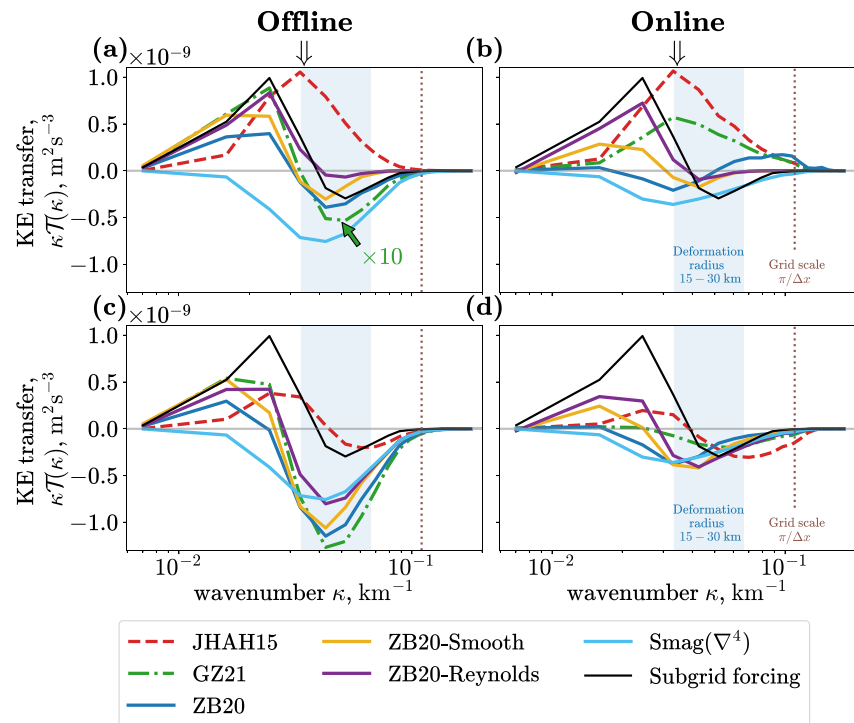 Offline Online
⇓ ⇓
(a) ×10⁻⁹ (b)
1.0
0.5
0.0
−0.5
−1.0
KE transfer,
κT(κ), m² s⁻³
×10
Deformation
radius
15 − 30 km
Grid scale
π/Δx
(c) ×10⁻⁹ (d)
1.0
0.5
0.0
−0.5
−1.0
KE transfer,
κT(κ), m² s⁻³
Deformation
radius
15 − 30 km
Grid scale
π/Δx
10⁻² 10⁻¹ 10⁻² 10⁻¹
wavenumber κ, km⁻¹ wavenumber κ, km⁻¹
JHAH15 ZB20-Smooth Smag(∇⁴)
GZ21 ZB20-Reynolds Subgrid forcing
ZB20